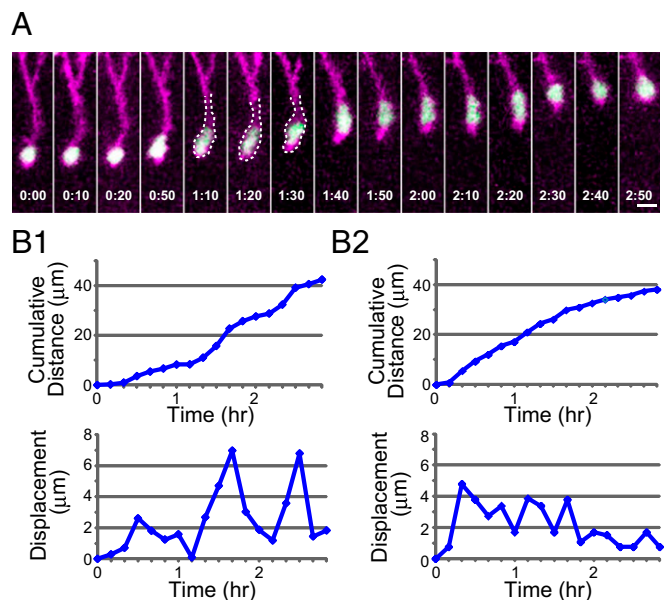 A
0:00 0:10 0:20 0:50 1:10 1:20 1:30 1:40 1:50 2:00 2:10 2:20 2:30 2:40 2:50
B1
B2
Cumulative
Distance (μm)
40
20
0
0 1 2
Time (hr)
Cumulative
Distance (μm)
40
20
0
0 1 2
Time (hr)
Displacement
(μm)
8
6
4
2
0
0 1 2
Time (hr)
Displacement
(μm)
8
6
4
2
0
0 1 2
Time (hr)